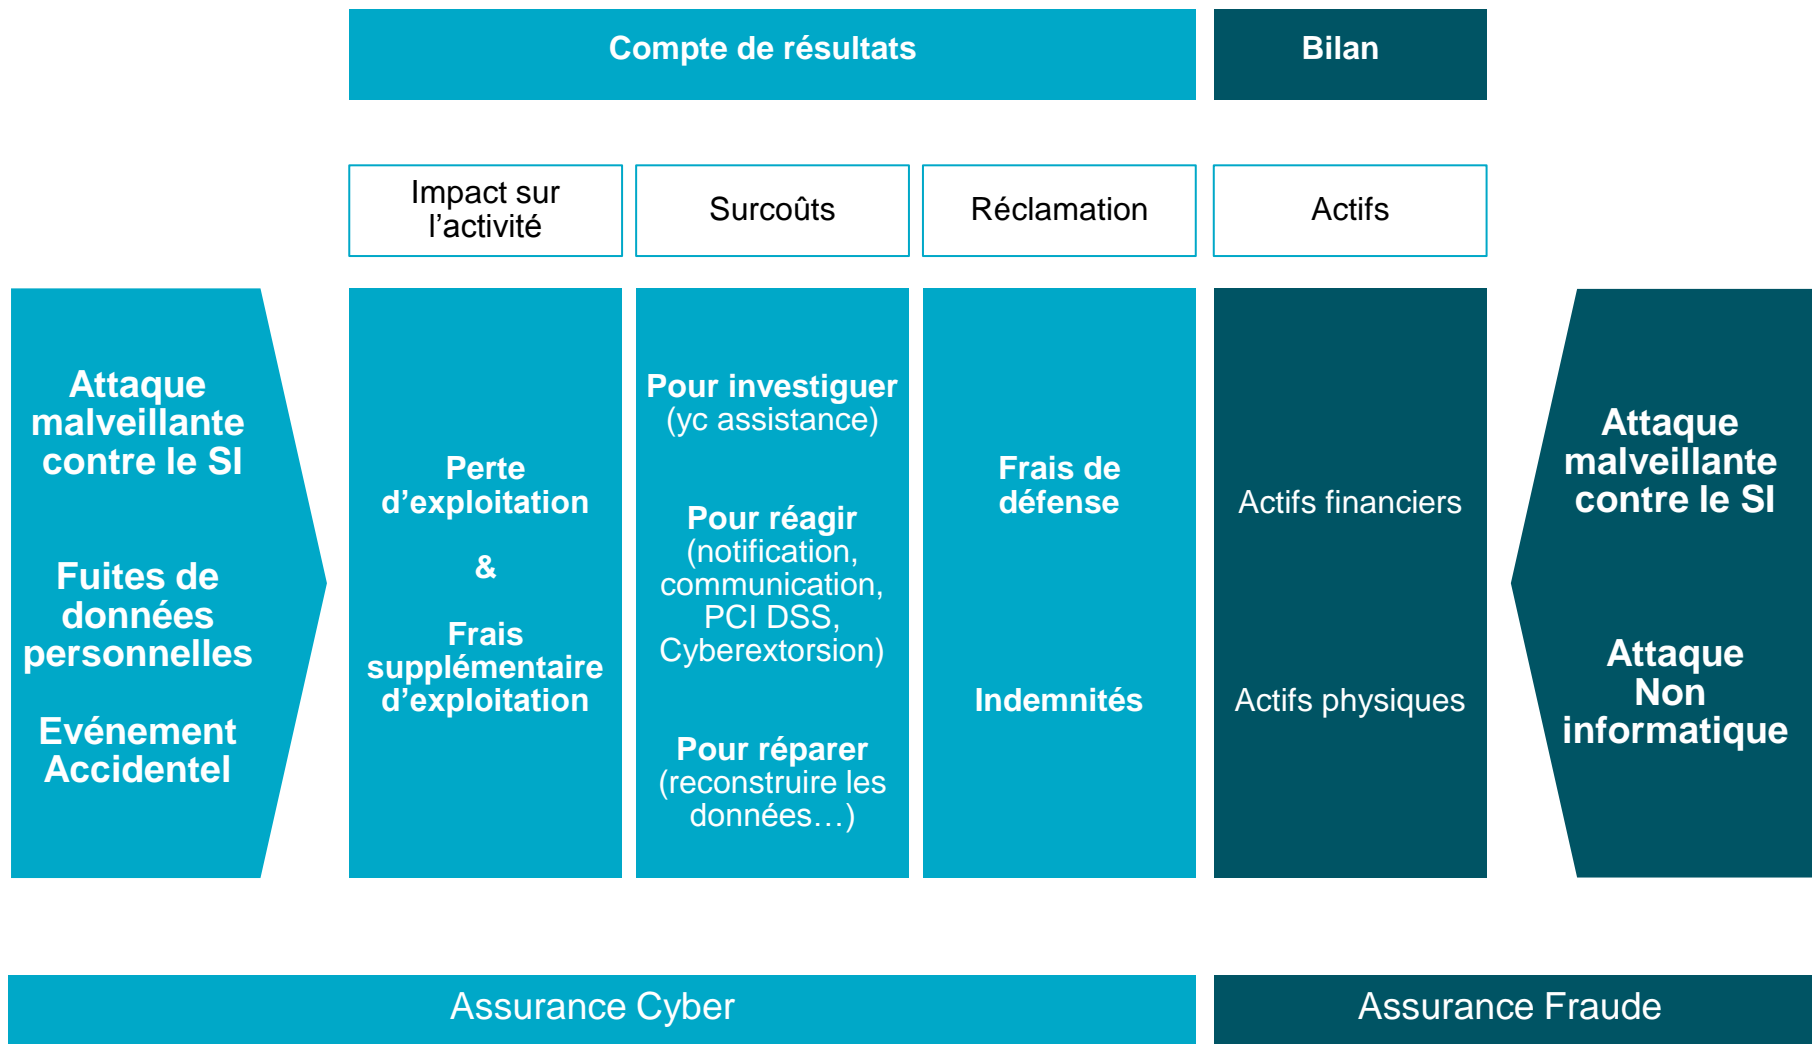 Compte de résultats
Bilan
Impact sur
l’activité
Surcoûts
Réclamation
Actifs
Attaque
malveillante
contre le SI
Fuites de
données
personnelles
Evénement
Accidentel
Perte
d’exploitation
&
Frais
supplémentaire
d’exploitation
Pour investiguer
(yc assistance)
Pour réagir
(notification,
communication,
PCI DSS,
Cyberextorsion)
Pour réparer
(reconstruire les
données…)
Frais de
défense
Indemnités
Actifs financiers
Actifs physiques
Attaque
malveillante
contre le SI
Attaque
Non
informatique
Assurance Cyber
Assurance Fraude